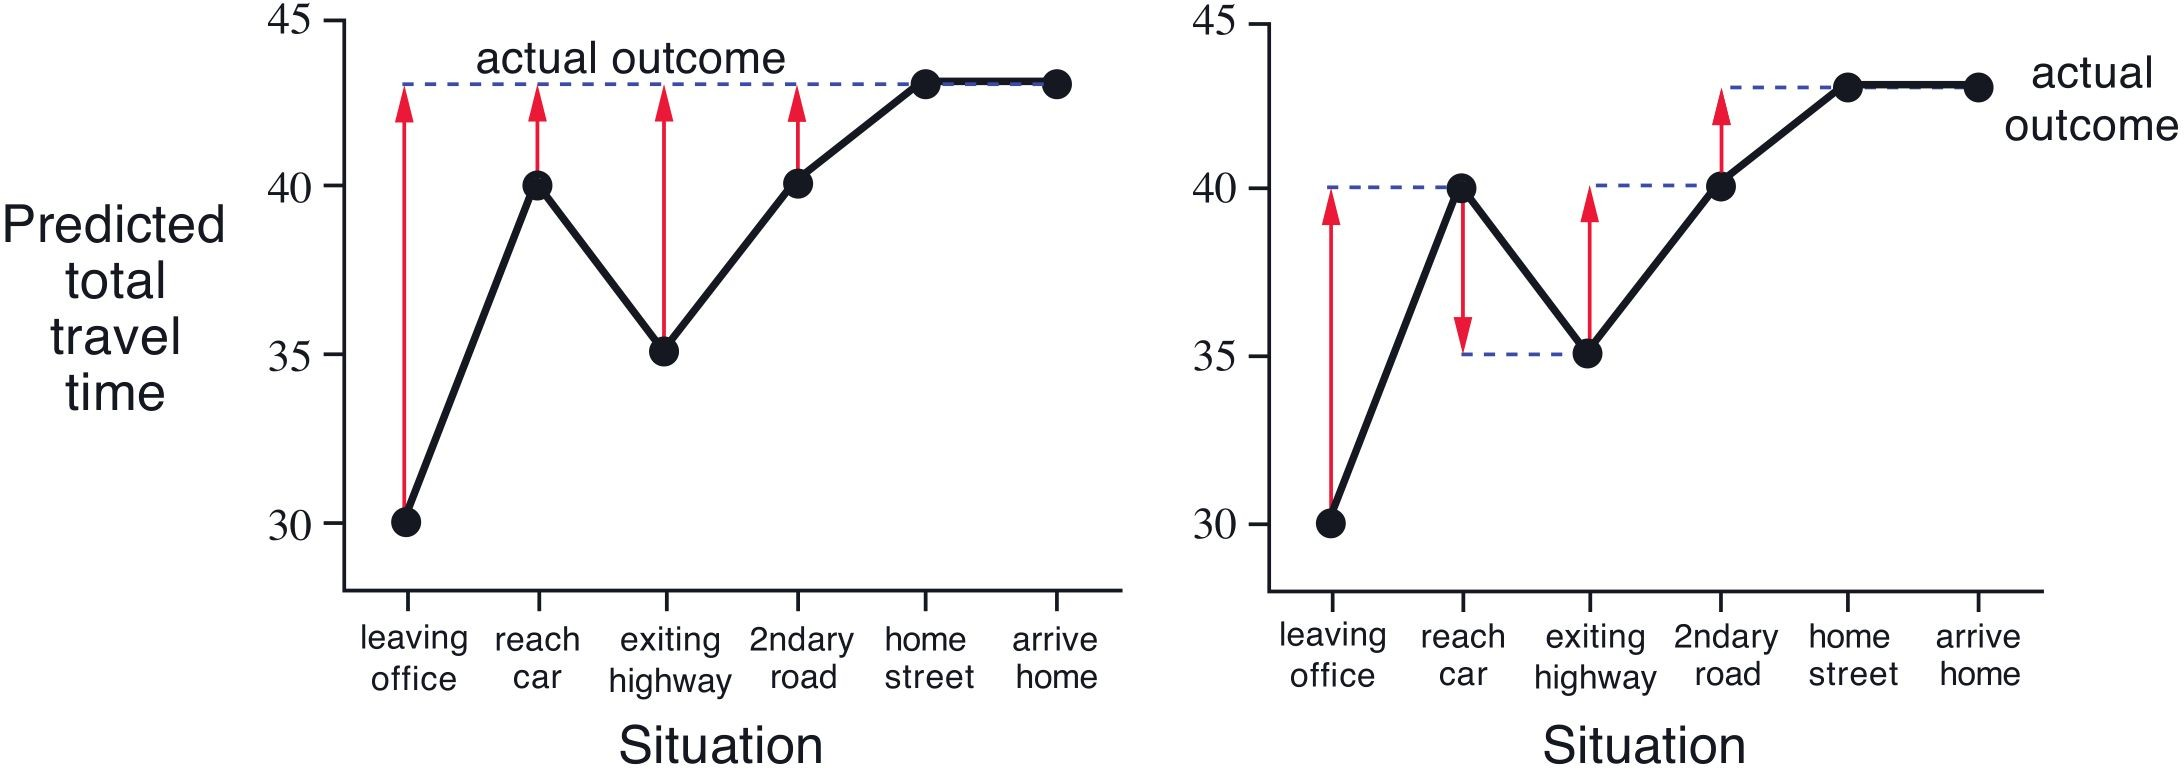 45
actual outcome
40
Predicted
total
travel
time
35
30
leaving
office
reach
car
exiting
highway
2ndary
road
home
street
arrive
home
Situation
45
actual
outcome
40
35
30
leaving
office
reach
car
exiting
highway
2ndary
road
home
street
arrive
home
Situation